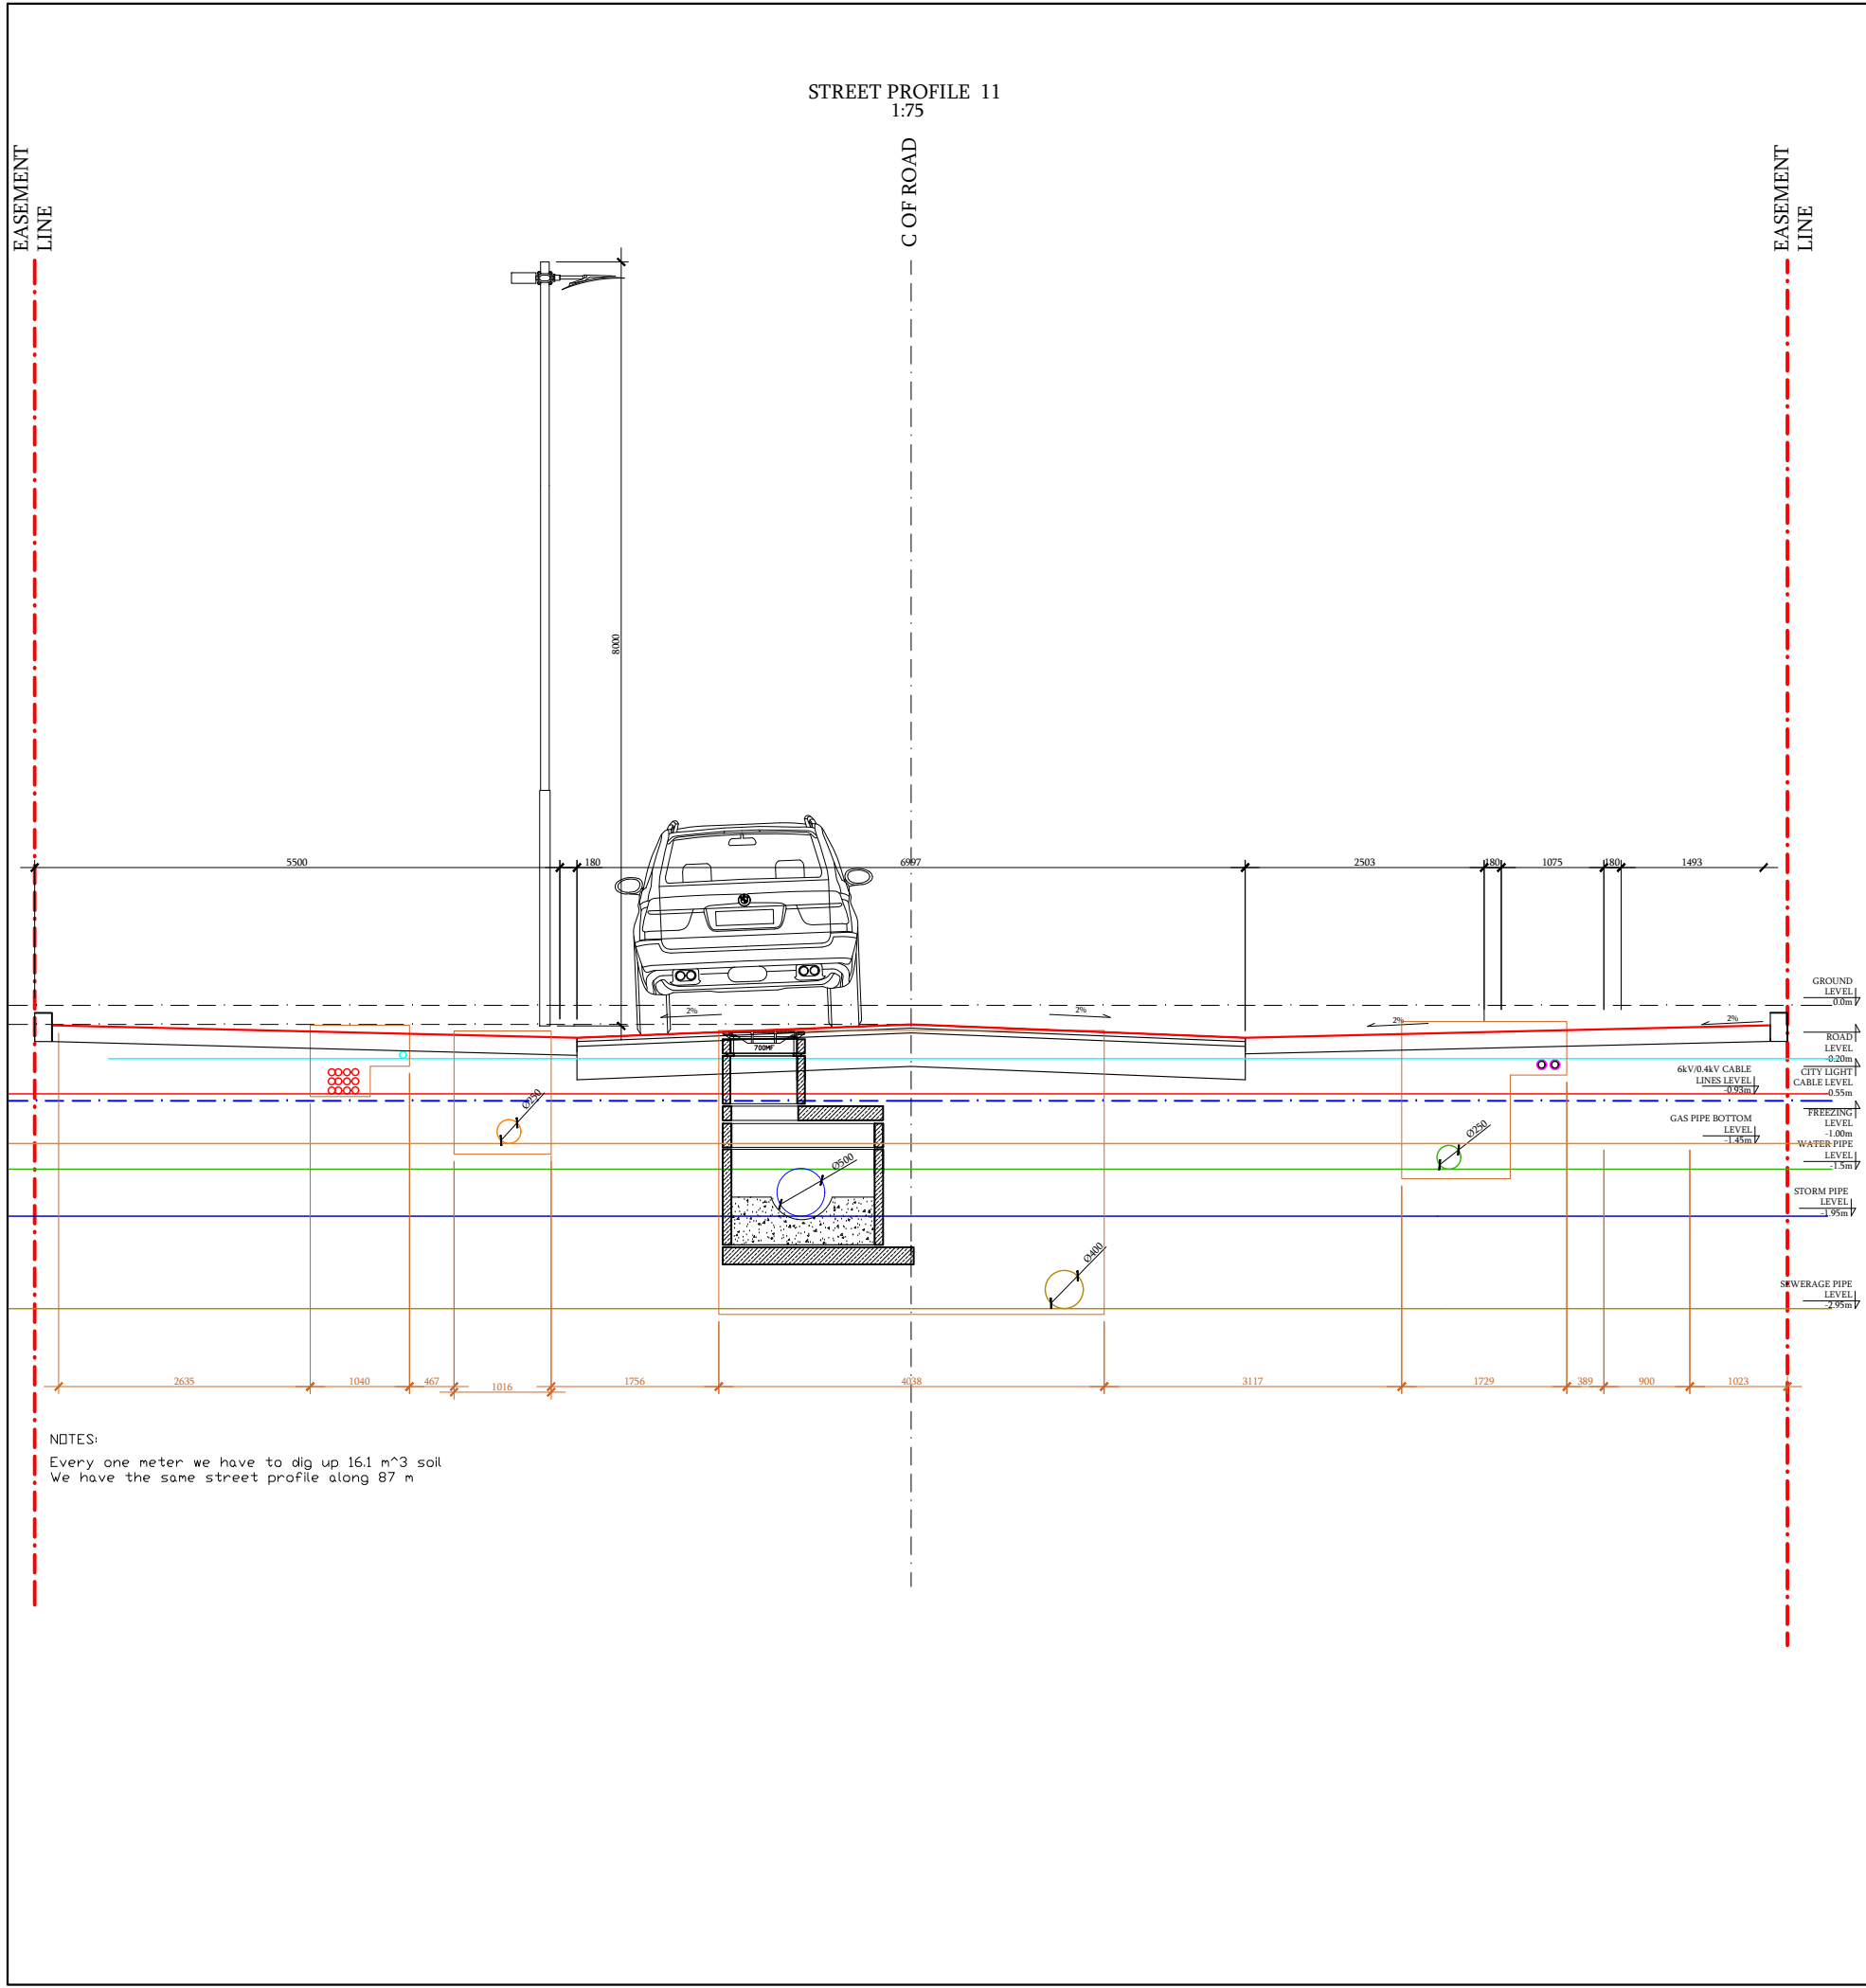 STREET PROFILE  11
1:75
EASEMENT
LINE
C OF ROAD
EASEMENT
LINE
8000
5500
180
6997
2503
180
1075
180
1493
2%
2%
2%
2%
700MF
GROUND
LEVEL
0.0m
ROAD
LEVEL
-0.20m
6kV/0.4kV CABLE
LINES LEVEL
-0.93m
CITY LIGHT
CABLE LEVEL
-0.55m
FREEZING
LEVEL
-1.00m
GAS PIPE BOTTOM
LEVEL
-1.45m
WATER PIPE
LEVEL
-1.5m
STORM PIPE
LEVEL
-1.95m
SEWERAGE PIPE
LEVEL
-2.95m
Ø250
Ø500
Ø250
Ø400
2635
1040
467
1016
1756
4038
3117
1729
389
900
1023
NOTES:
Every one meter we have to dig up 16.1 m^3 soil
We have the same street profile along 87 m